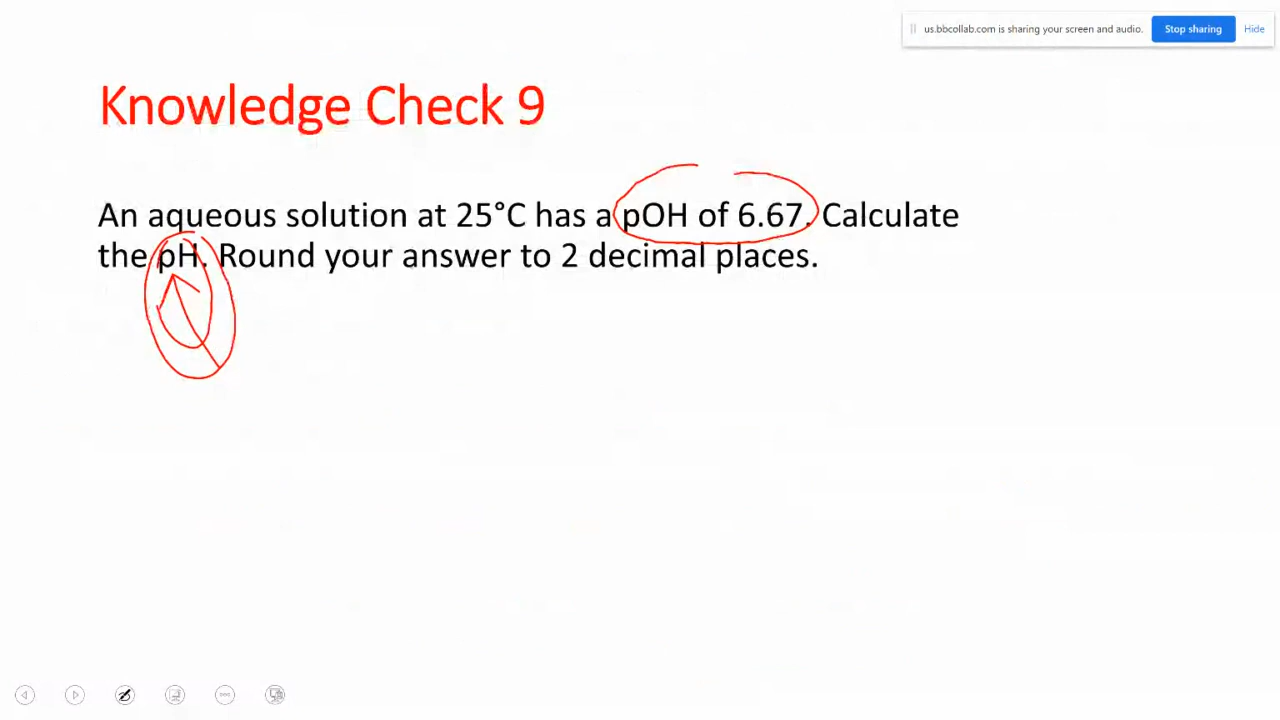 us.bbcollab.com is sharing your screen and audio. Stop sharing Hide
Knowledge Check 9
An aqueous solution at 25°C has a pOH of 6.67. Calculate
the pH. Round your answer to 2 decimal places.